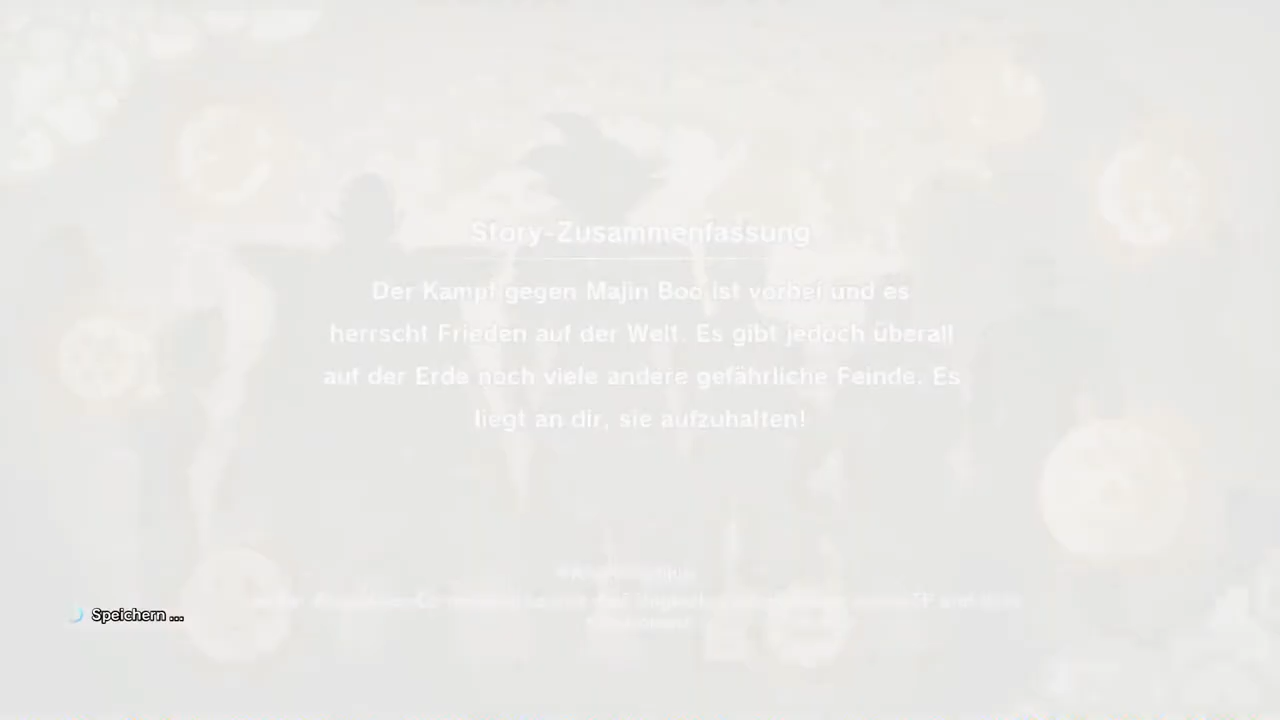 Story-Zusammenfassung
Der Kampf gegen Majin Boo ist vorbei und es
herrscht Frieden auf der Welt. Es gibt jedoch überall
auf der Erde noch viele andere gefährliche Feinde. Es
liegt an dir, sie aufzuhalten!
Speichern ...